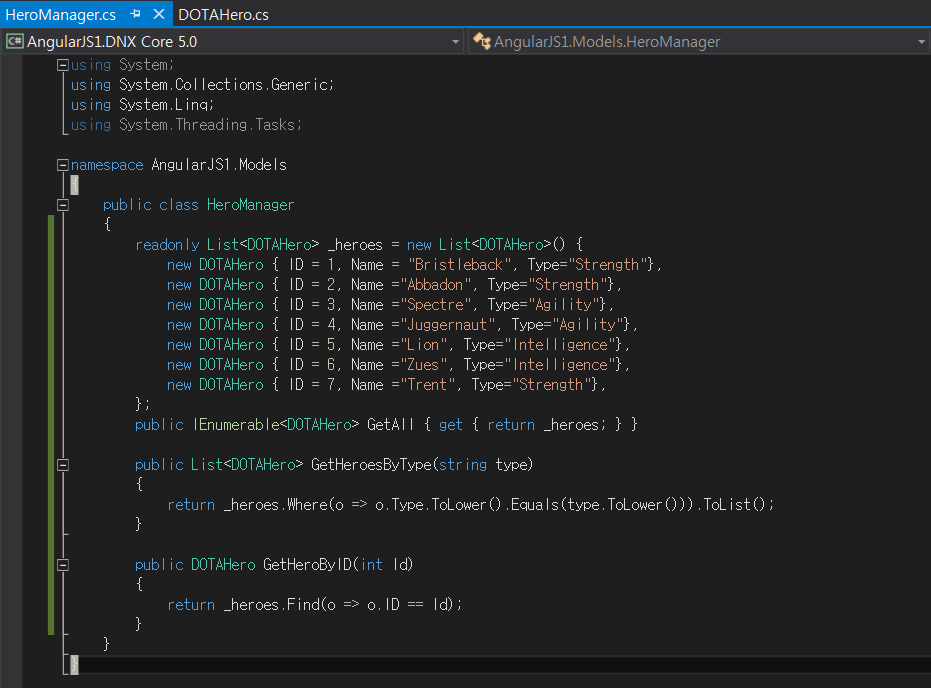 HeroManager.cs DOTAHero.cs
C# AngularJS1.DNX Core 5.0 AngularJS1.Models.HeroManager
using System;
using System.Collections.Generic;
using System.Linq;
using System.Threading.Tasks;
namespace AngularJS1.Models
{
public class HeroManager
{
readonly List<DOTAHero> _heroes = new List<DOTAHero>() {
new DOTAHero { ID = 1, Name = "Bristleback", Type="Strength"},
new DOTAHero { ID = 2, Name ="Abbadon", Type="Strength"},
new DOTAHero { ID = 3, Name ="Spectre", Type="Agility"},
new DOTAHero { ID = 4, Name ="Juggernaut", Type="Agility"},
new DOTAHero { ID = 5, Name ="Lion", Type="Intelligence"},
new DOTAHero { ID = 6, Name ="Zues", Type="Intelligence"},
new DOTAHero { ID = 7, Name ="Trent", Type="Strength"},
};
public IEnumerable<DOTAHero> GetAll { get { return _heroes; } }
public List<DOTAHero> GetHeroesByType(string type)
{
return _heroes.Where(o => o.Type.ToLower().Equals(type.ToLower())).ToList();
}
public DOTAHero GetHeroByID(int Id)
{
return _heroes.Find(o => o.ID == Id);
}
}
}